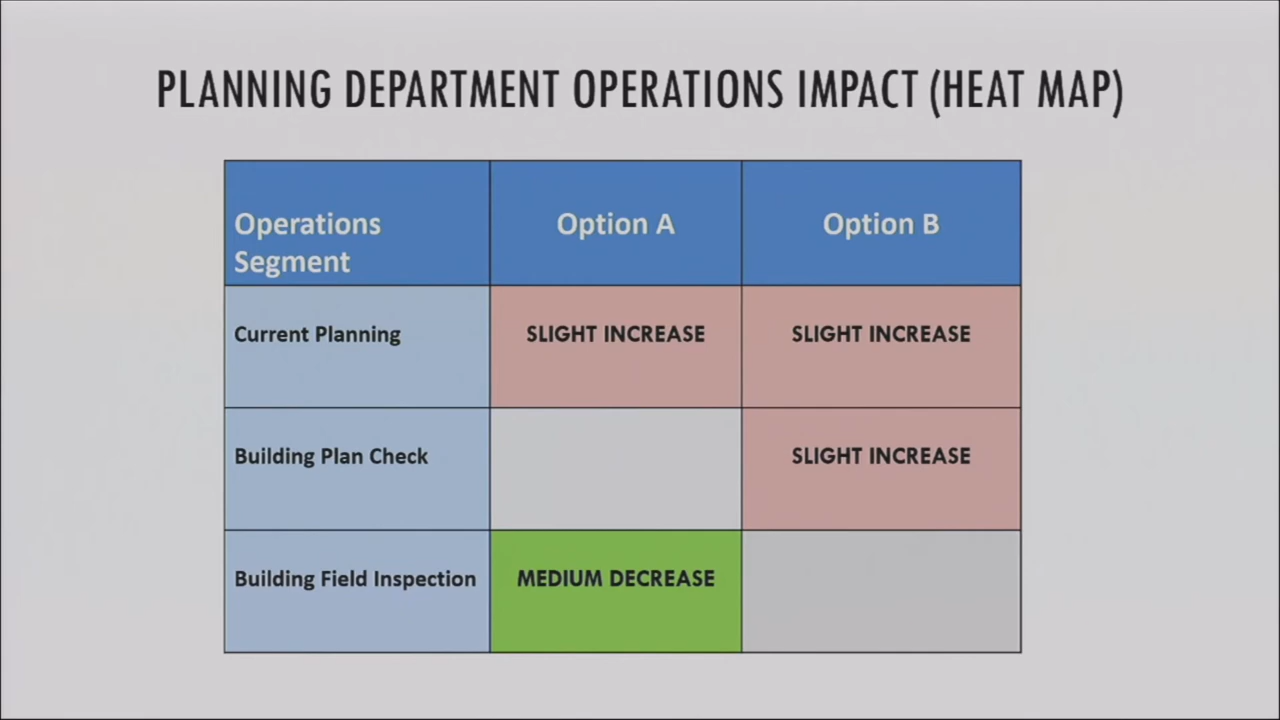 PLANNING DEPARTMENT OPERATIONS IMPACT (HEAT MAP)
Operations
Segment
Option A
Option B
Current Planning
SLIGHT INCREASE
SLIGHT INCREASE
Building Plan Check
SLIGHT INCREASE
Building Field Inspection
MEDIUM DECREASE